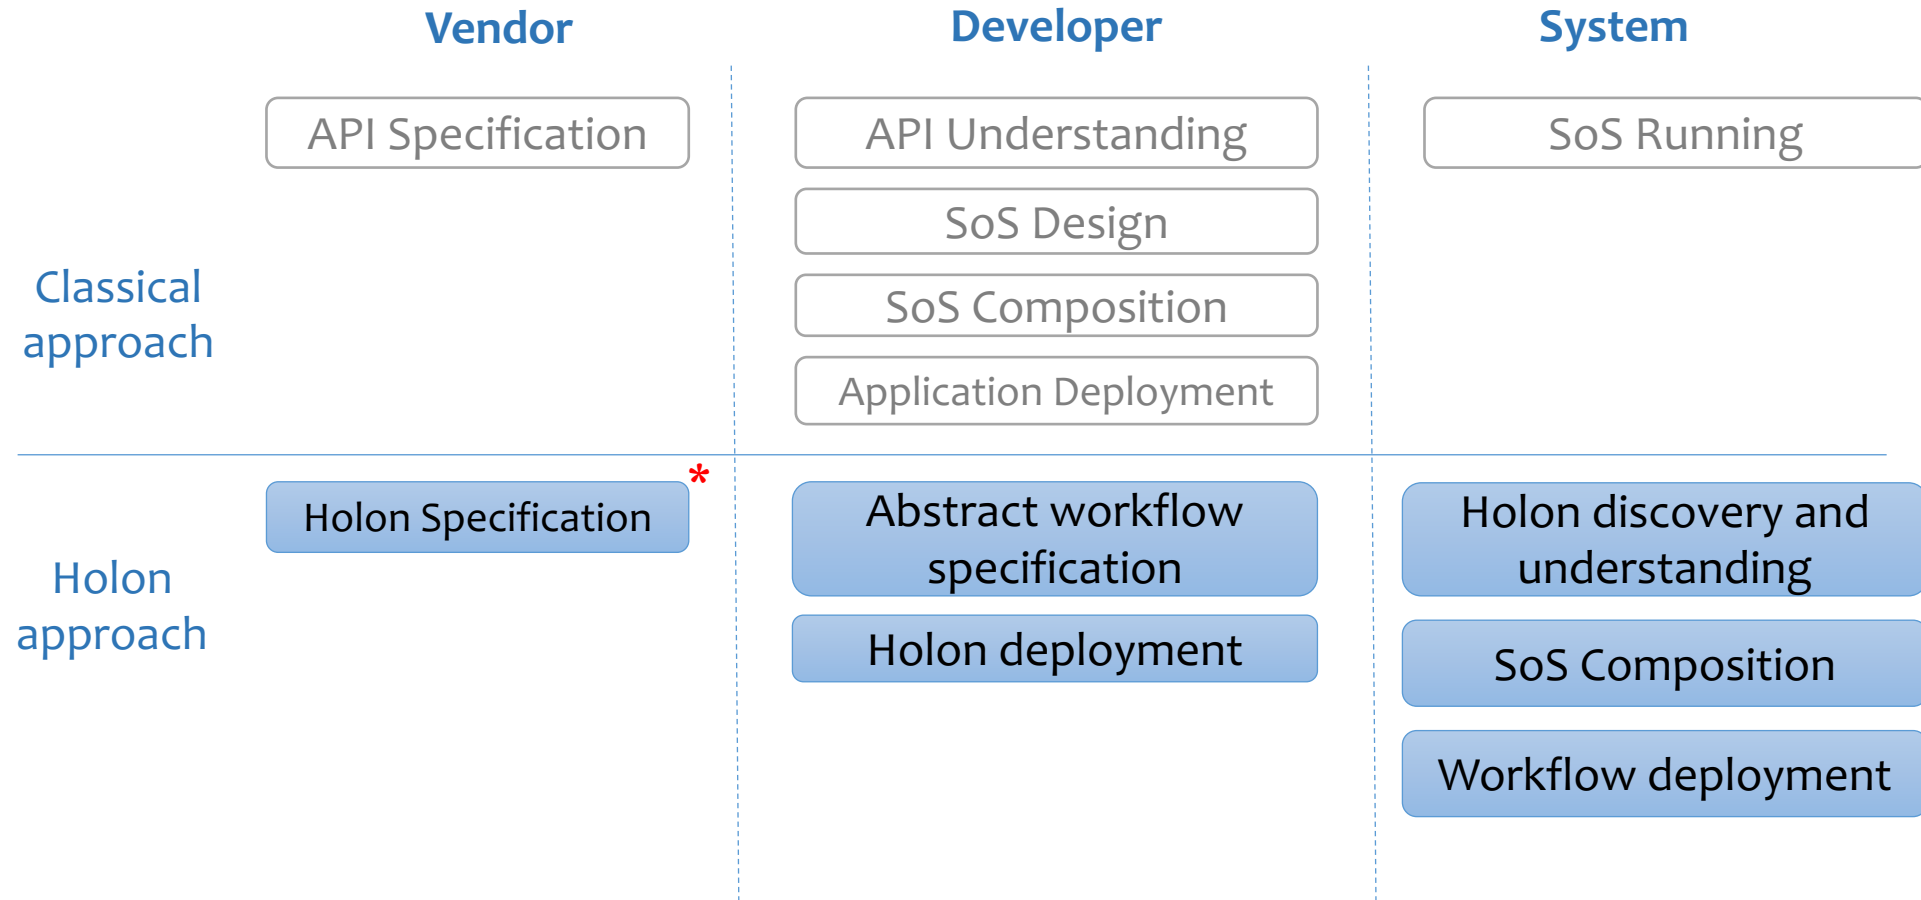 Vendor
Developer
System
Classical
approach
API Specification
API Understanding
SoS Running
SoS Design
SoS Composition
Application Deployment
Holon
approach
Holon Specification
*
Abstract workflow
specification
Holon discovery and
understanding
Holon deployment
SoS Composition
Workflow deployment